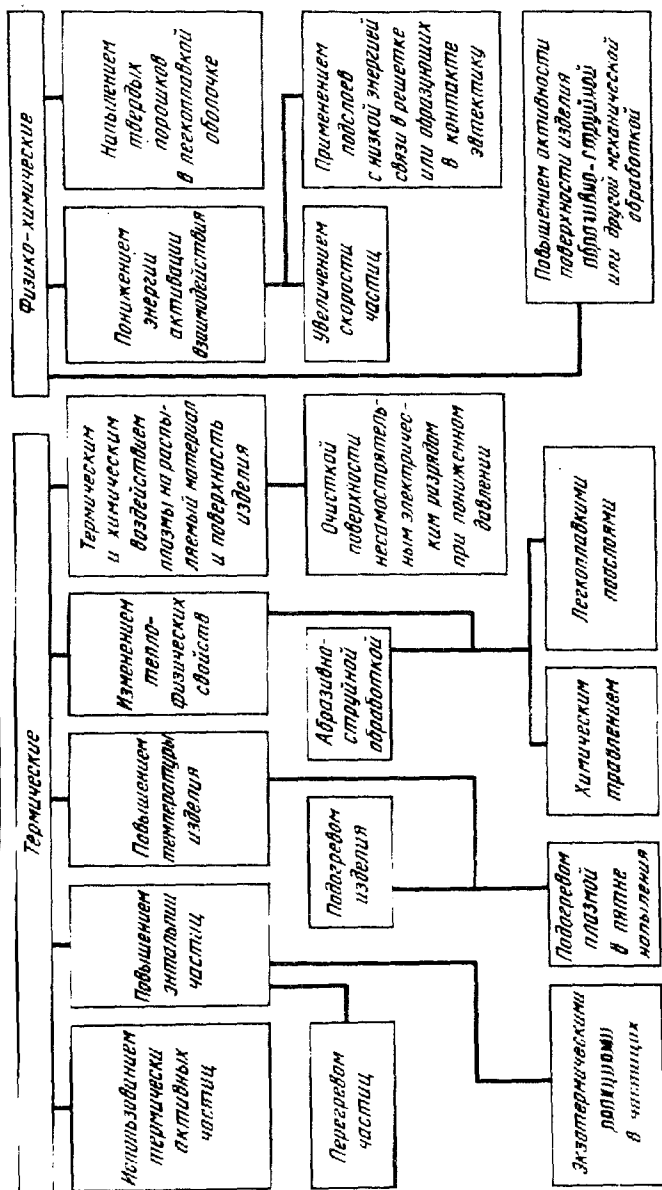 Термические
Использивинием
термически
активных
частиц
Повышением
энтальпии
частиц
Повышением
температуры
изделия
Изменением
тепло-
физических
свойств
Термическим
и химическим
воздействием
плазмы на распы-
ляемый материал
и поверхность
изделия
Перегревом
частиц
Подогревом
изделия
Абразивно-
струйной
обработкой
Очисткой
поверхности
несамостоятель-
ным электричес-
ким разрядом
при пониженном
давлении
Экзотермическими
в частицах
Подогревом
плазмой
в пятне
напыления
Химическим
травлением
Легкоплавкими
подслоями
Физико-химические
Понижением
энергии
активации
взаимодействия
Напылением
твердых
порошков
в легкоплавкой
оболочке
Увеличением
скорости
частиц
Применением
подслоев
с низкой энергией
связи в решетке
или образующих
в контакте
эвтектику
Повышением активности
поверхности изделия
абразивно-струйной
или другой механической
обработкой